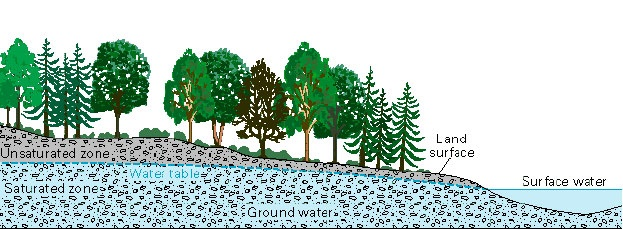 Land
surface
Unsaturated zone
Water table
Surface water
Saturated zone
Ground water